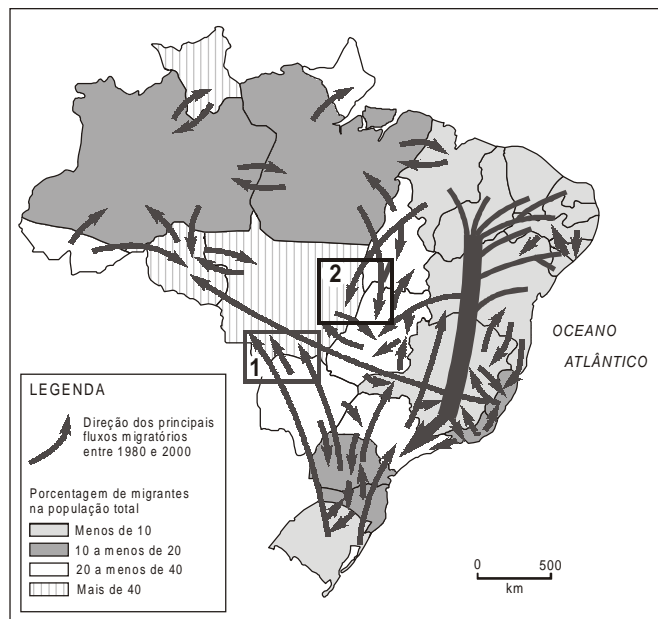 2
1
OCEANO
ATLÂNTICO
LEGENDA
Direção dos principais
fluxos migratórios
entre 1980 e 2000
Porcentagem de migrantes
na população total
Menos de 10
10 a menos de 20
20 a menos de 40
Mais de 40
0 500
km